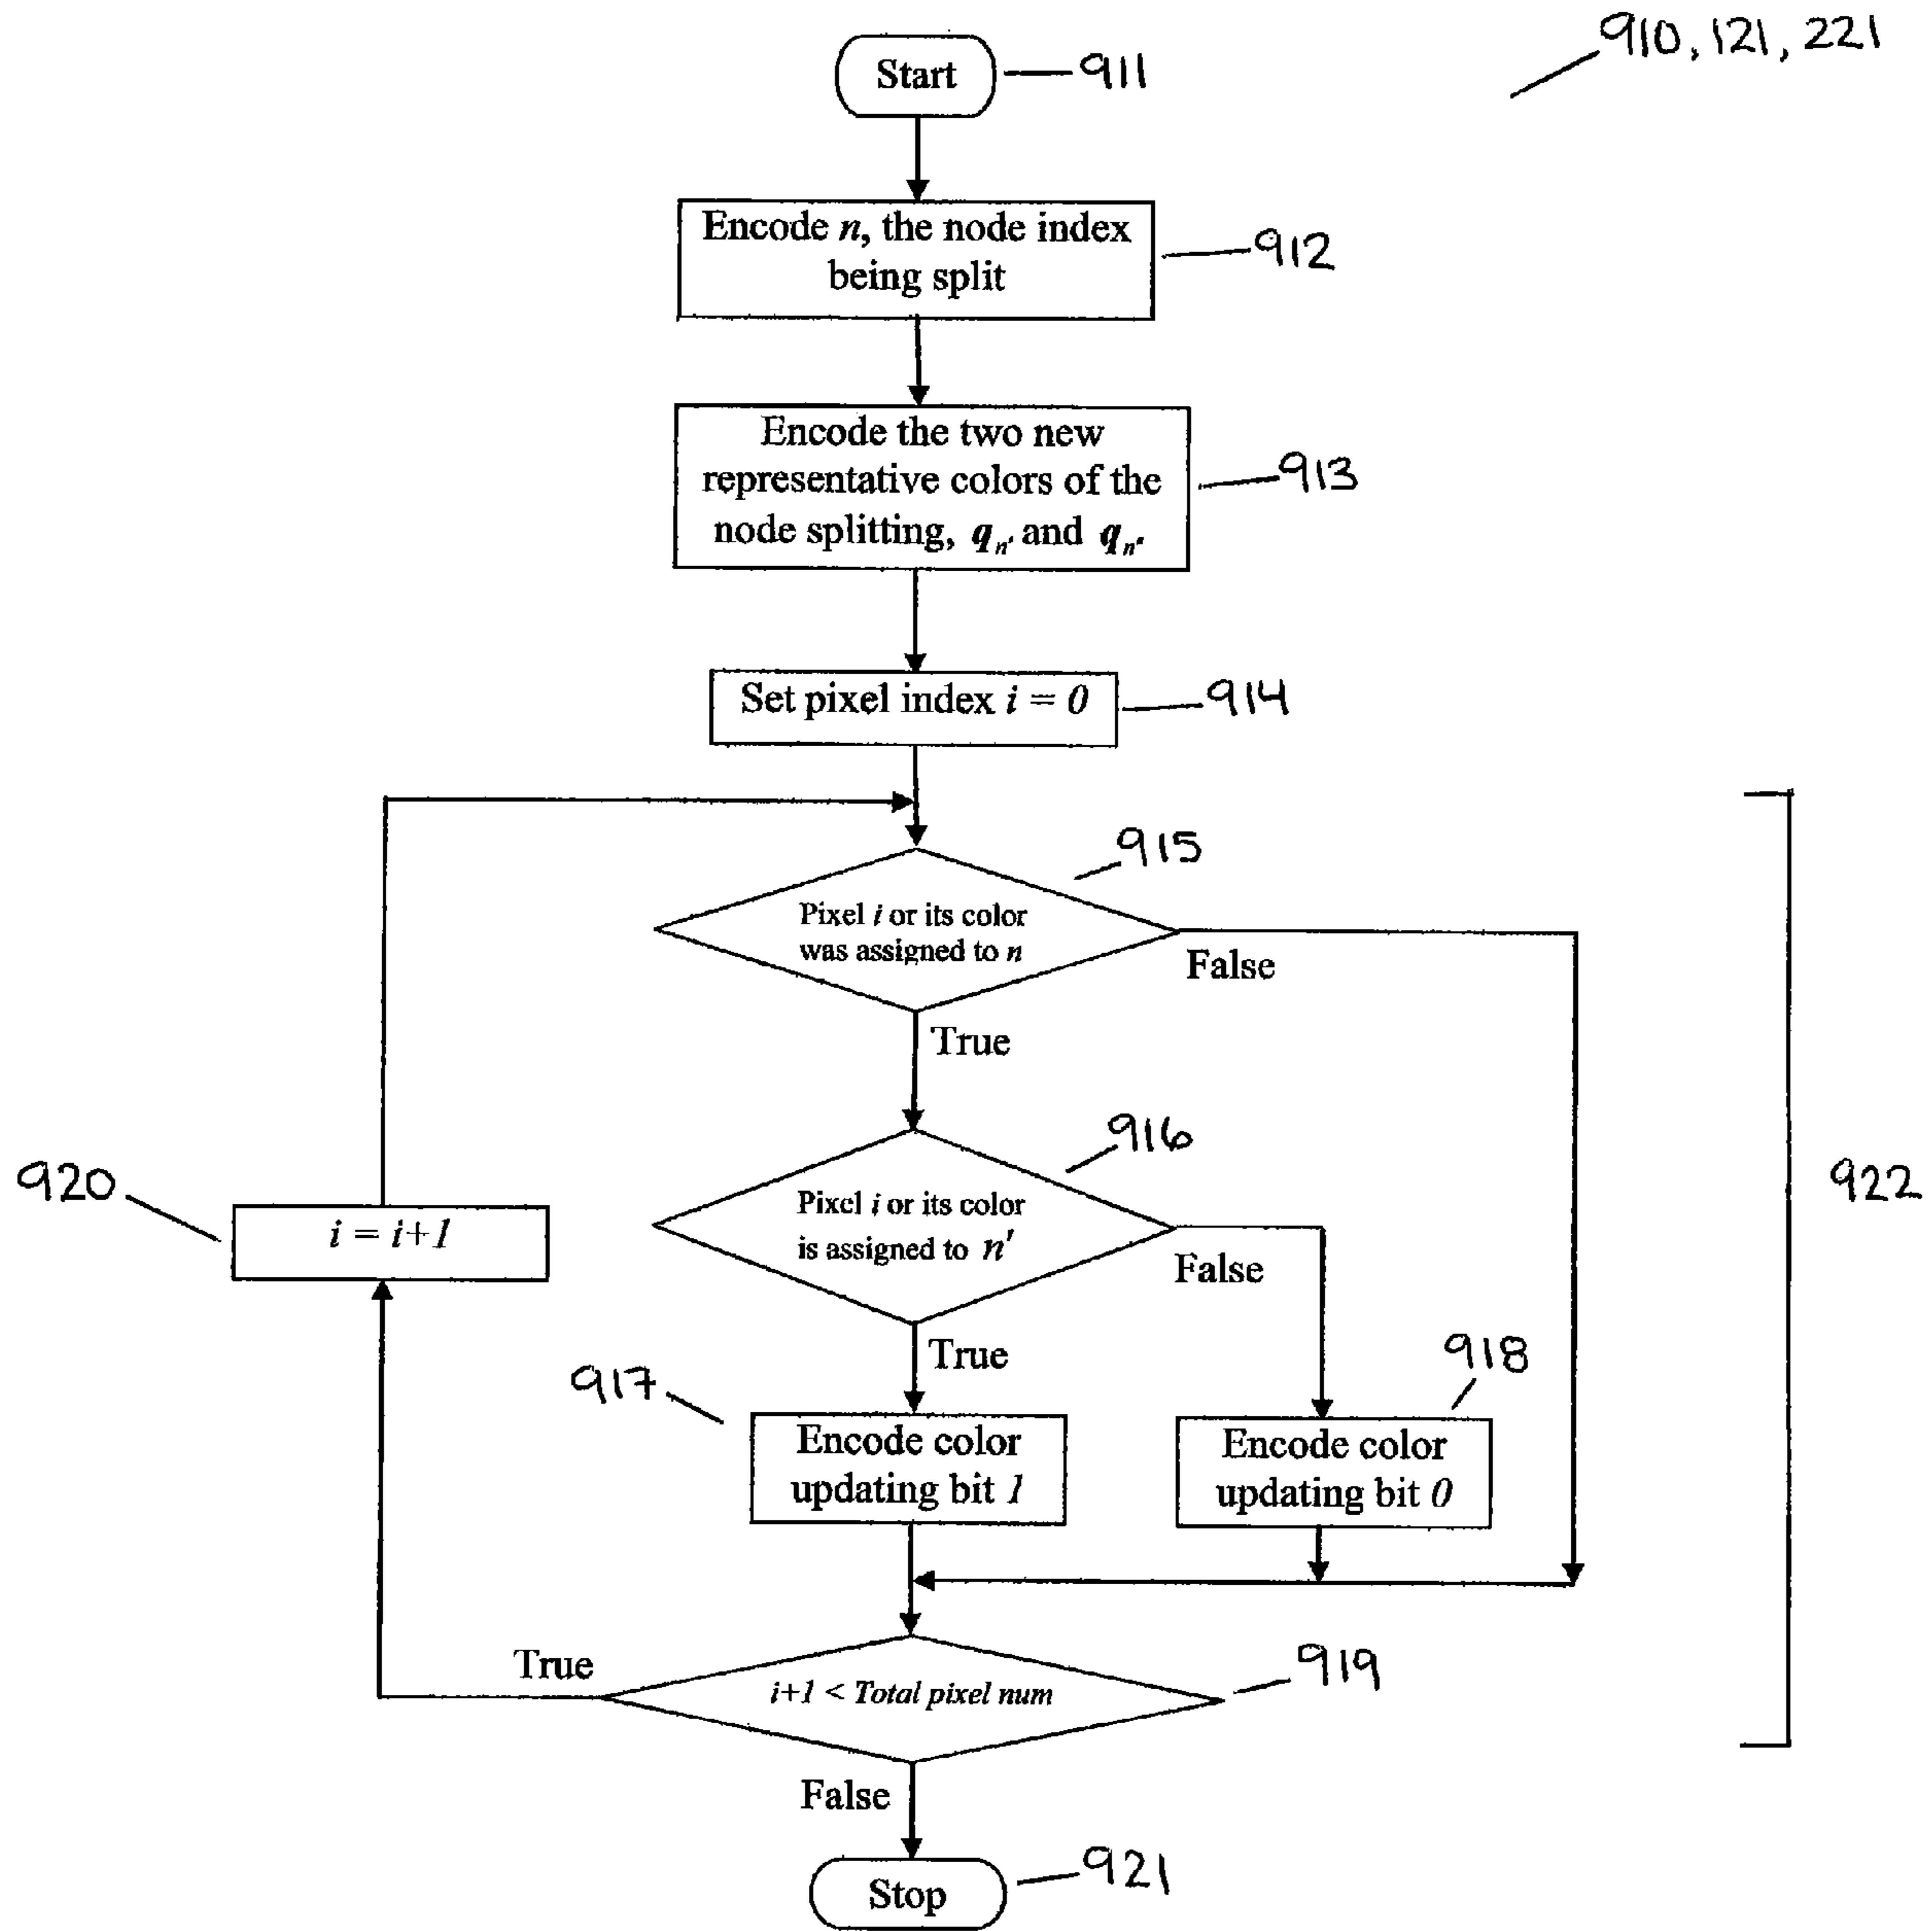 910, 121, 221
Start
911
Encode n, the node index
being split
912
Encode the two new
representative colors of the
node splitting, qn' and qn"
913
Set pixel index i = 0
914
915
Pixel i or its color
was assigned to n
False
True
916
Pixel i or its color
is assigned to n'
False
True
920
i = i+1
922
917
Encode color
updating bit 1
918
Encode color
updating bit 0
True
i+1 < Total pixel num
919
False
Stop
921